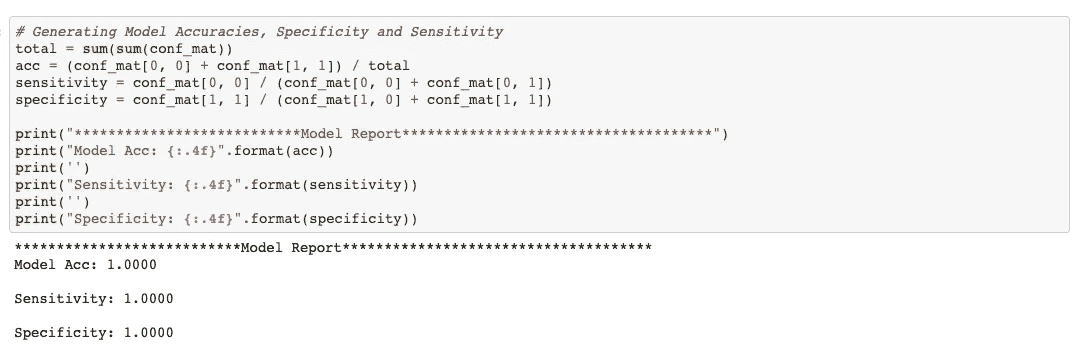 # Generating Model Accuracies, Specificity and Sensitivity
total = sum(sum(conf_mat))
acc = (conf_mat[0, 0] + conf_mat[1, 1]) / total
sensitivity = conf_mat[0, 0] / (conf_mat[0, 0] + conf_mat[0, 1])
specificity = conf_mat[1, 1] / (conf_mat[1, 0] + conf_mat[1, 1])
print("***************************Model Report*************************************")
print("Model Acc: {:.4f}".format(acc))
print('')
print("Sensitivity: {:.4f}".format(sensitivity))
print('')
print("Specificity: {:.4f}".format(specificity))
***************************Model Report*************************************
Model Acc: 1.0000
Sensitivity: 1.0000
Specificity: 1.0000